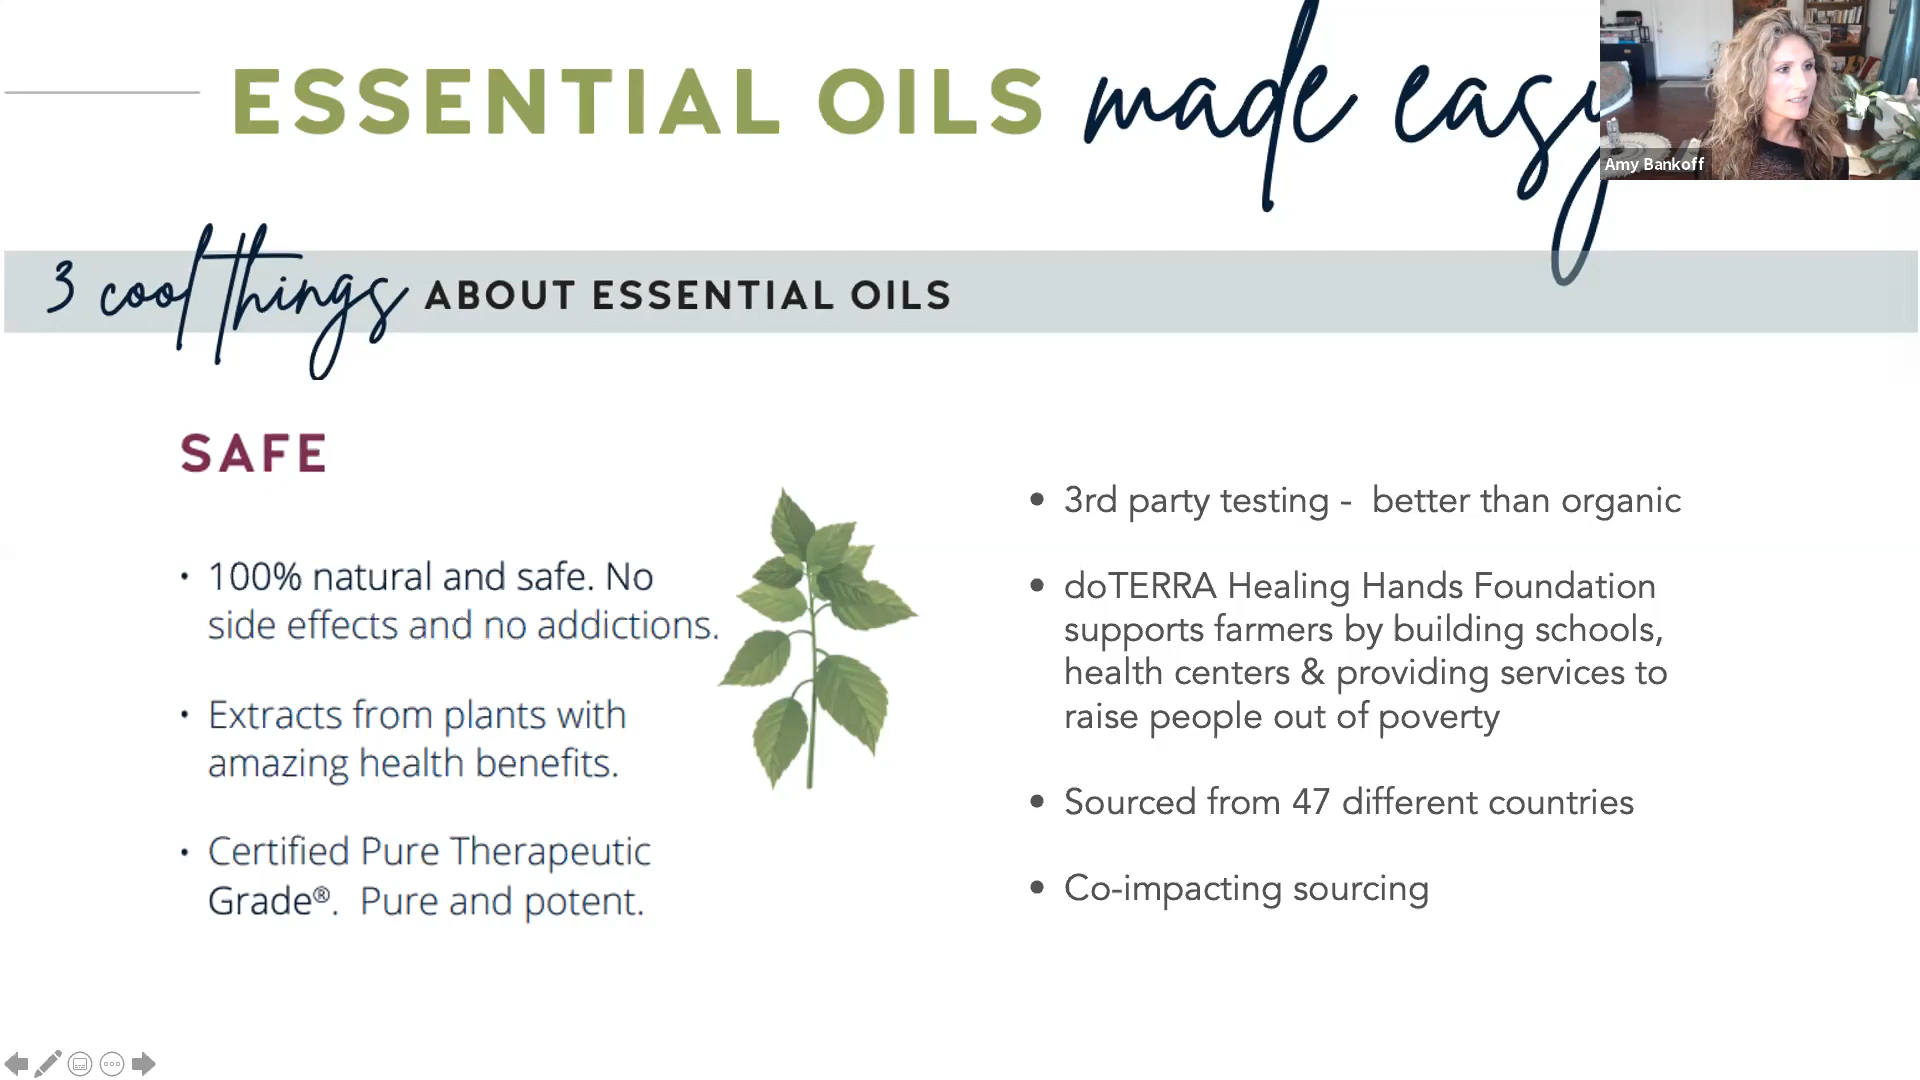 ESSENTIAL OILS made easy
Amy Bankoff
3 cool things ABOUT ESSENTIAL OILS
SAFE
• 100% natural and safe. No
side effects and no addictions.
• Extracts from plants with
amazing health benefits.
• Certified Pure Therapeutic
Grade®. Pure and potent.
• 3rd party testing - better than organic
• doTERRA Healing Hands Foundation
supports farmers by building schools,
health centers & providing services to
raise people out of poverty
• Sourced from 47 different countries
• Co-impacting sourcing